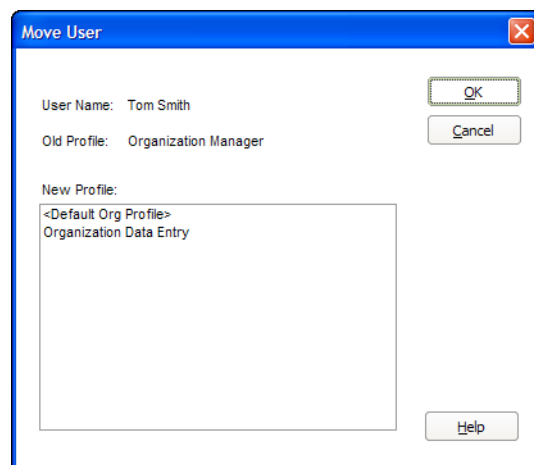 Move User
User Name: Tom Smith
OK
Old Profile: Organization Manager
Cancel
New Profile:
<Default Org Profile>
Organization Data Entry
Help